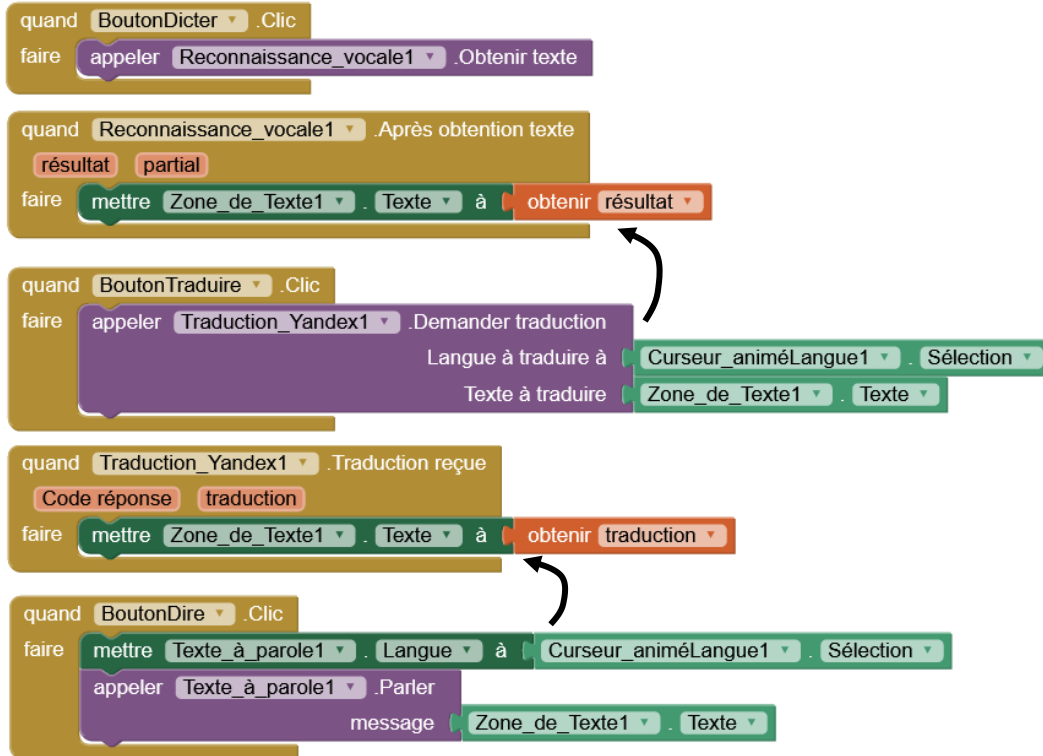 quand BoutonDicter .Clic
faire appeler Reconnaissance_vocale1 .Obtenir texte
quand Reconnaissance_vocale1 .Après obtention texte
résultat partial
faire mettre Zone_de_Texte1 . Texte à obtenir résultat
quand BoutonTraduire .Clic
faire appeler Traduction_Yandex1 .Demander traduction
Langue à traduire à Curseur_animéLangue1 . Sélection
Texte à traduire Zone_de_Texte1 . Texte
quand Traduction_Yandex1 .Traduction reçue
Code réponse traduction
faire mettre Zone_de_Texte1 . Texte à obtenir traduction
quand BoutonDire .Clic
faire mettre Texte_à_parole1 . Langue à Curseur_animéLangue1 . Sélection
appeler Texte_à_parole1 .Parler
message Zone_de_Texte1 . Texte